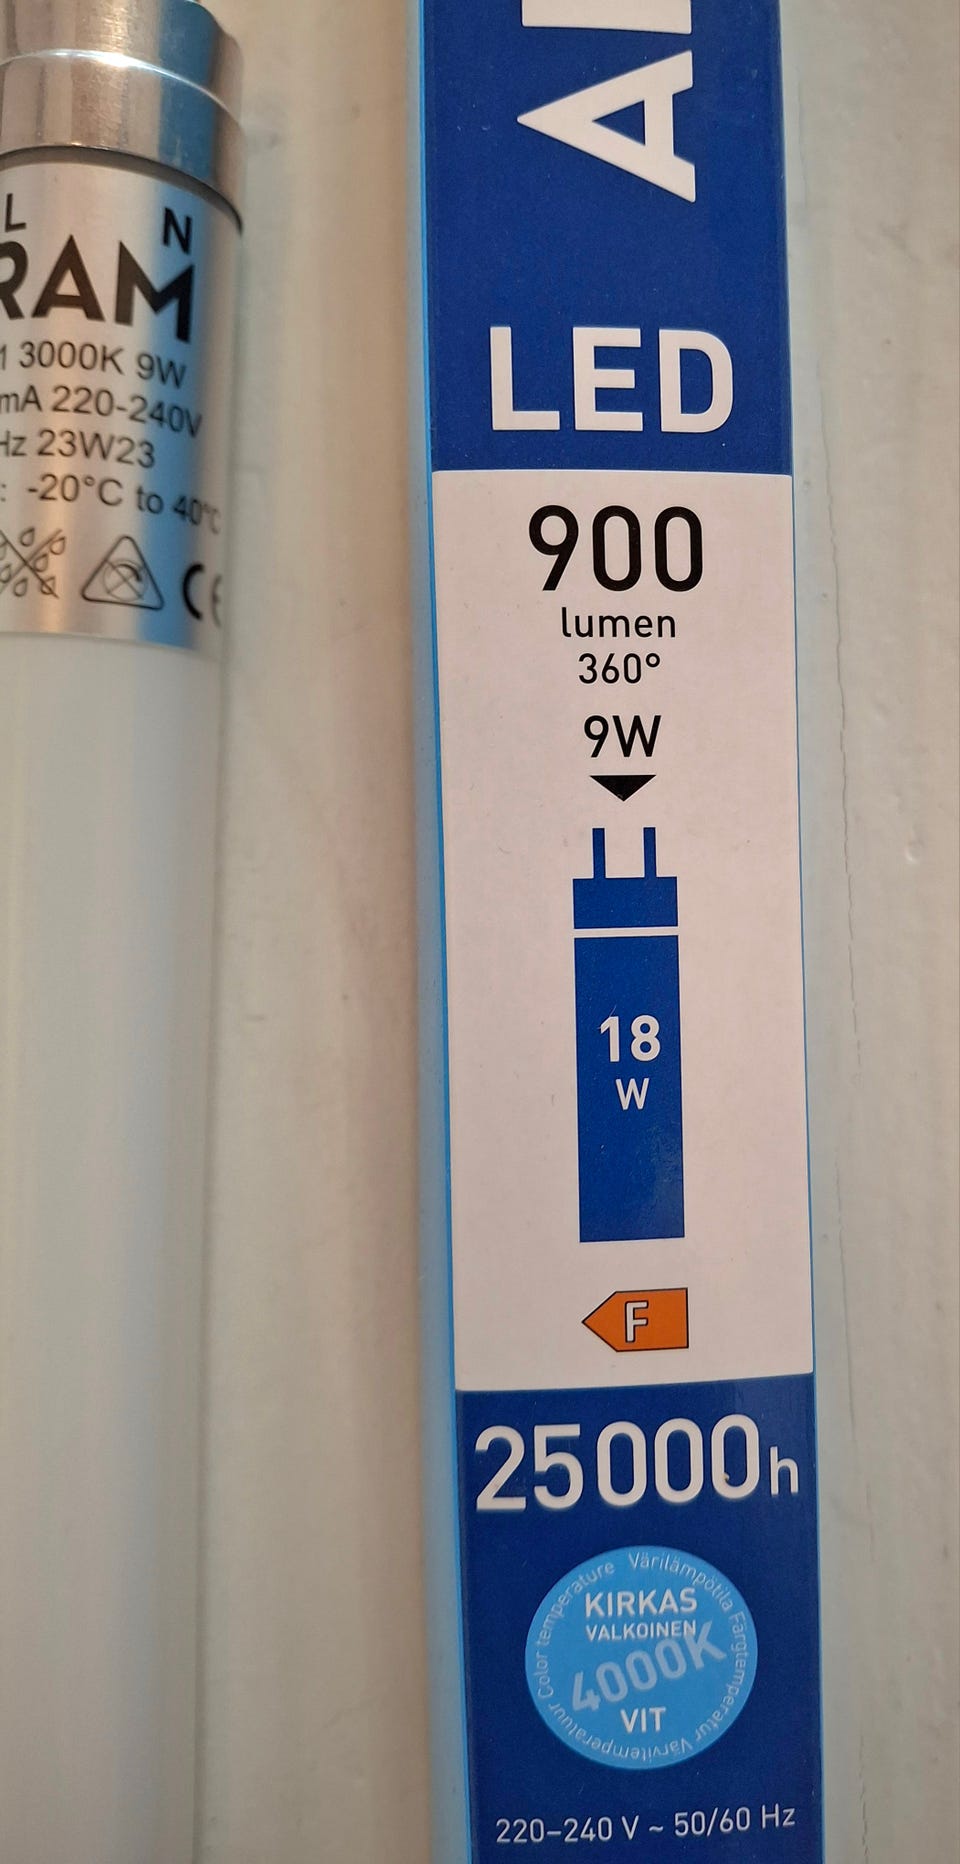 L N
RAM
3000K 9W
mA 220-240V
Hz 23W23
: -20°C to 40°C
CE
A
LED
900
lumen
360°
9W
18
W
F
25000h
Color temperature Värilämpötila Färgtemperatur Värvitemperatuur
KIRKAS
VALKOINEN
4000K
VIT
220–240 V ~ 50/60 Hz